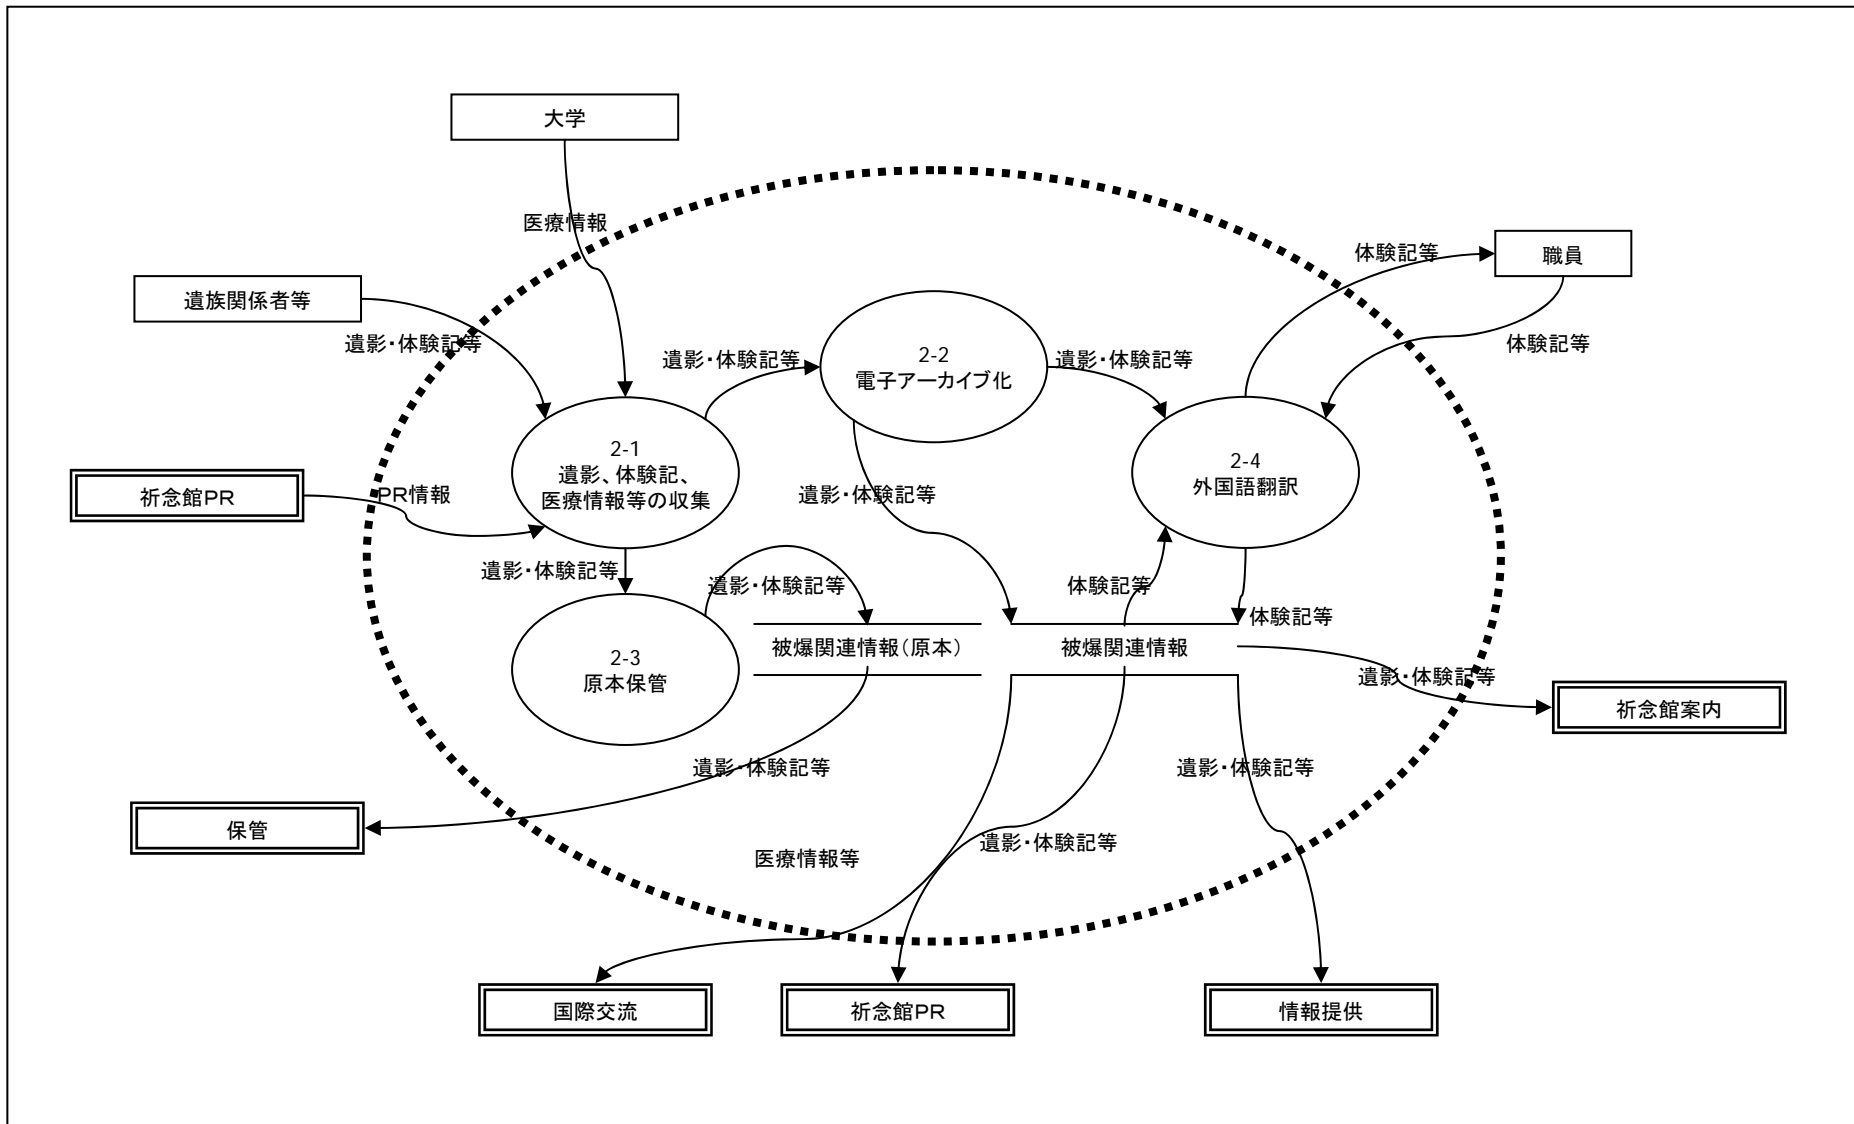 大学
医療情報
体験記等
職員
遺族関係者等
遺影・体験記等
体験記等
遺影・体験記等
2-2
電子アーカイブ化
遺影・体験記等
2-1
遺影、体験記、
医療情報等の収集
2-4
外国語翻訳
祈念館PR
PR情報
遺影・体験記等
遺影・体験記等
遺影・体験記等
体験記等
体験記等
2-3
原本保管
被爆関連情報(原本)
被爆関連情報
遺影・体験記等
祈念館案内
遺影・体験記等
遺影・体験記等
保管
医療情報等
遺影・体験記等
国際交流
祈念館PR
情報提供